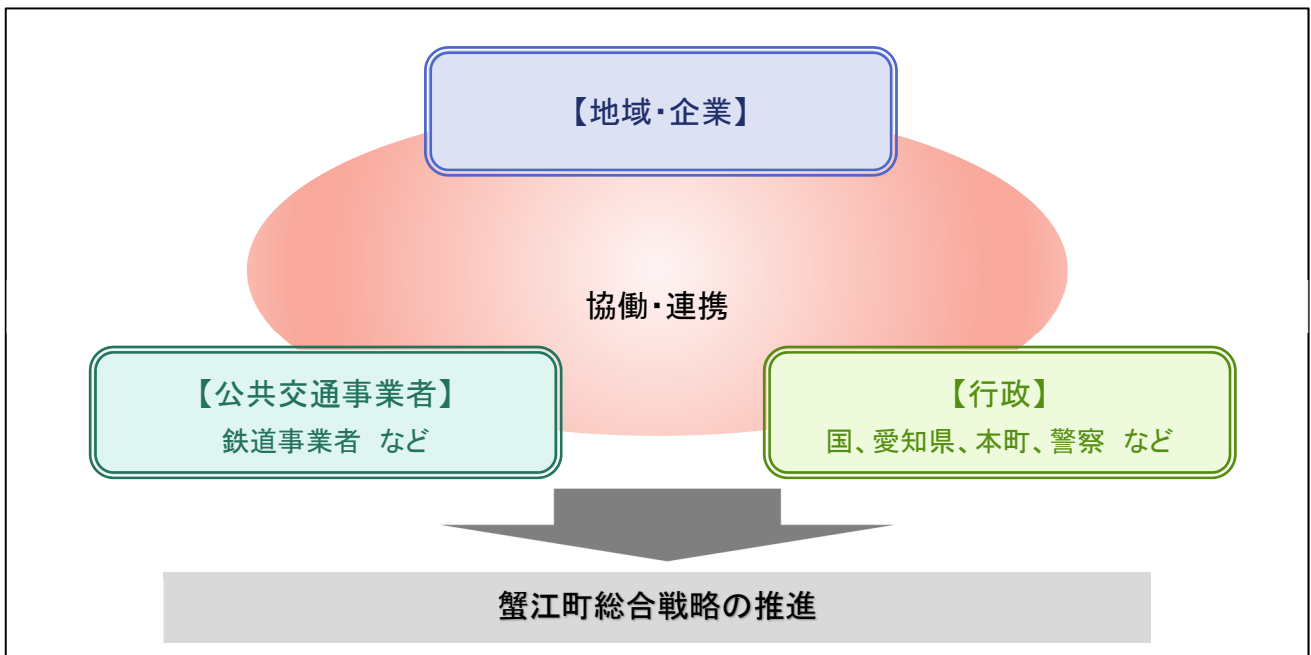 【地域・企業】
協働・連携
【公共交通事業者】
鉄道事業者 など
【行政】
国、愛知県、本町、警察 など
蟹江町総合戦略の推進